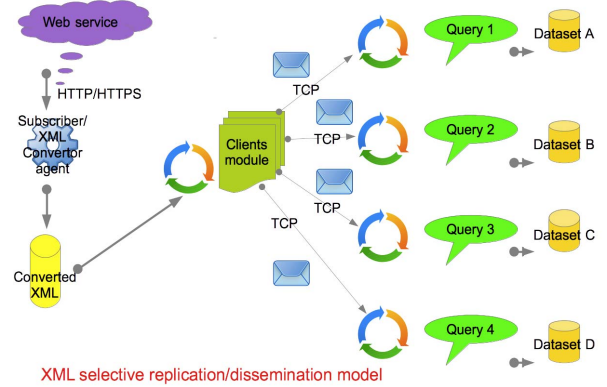 Web service
HTTP/HTTPS
Subscriber/
XML
Convertor
agent
Converted
XML
Clients
module
TCP
TCP
TCP
TCP
Query 1
Dataset A
Query 2
Dataset B
Query 3
Dataset C
Query 4
Dataset D
XML selective replication/dissemination model